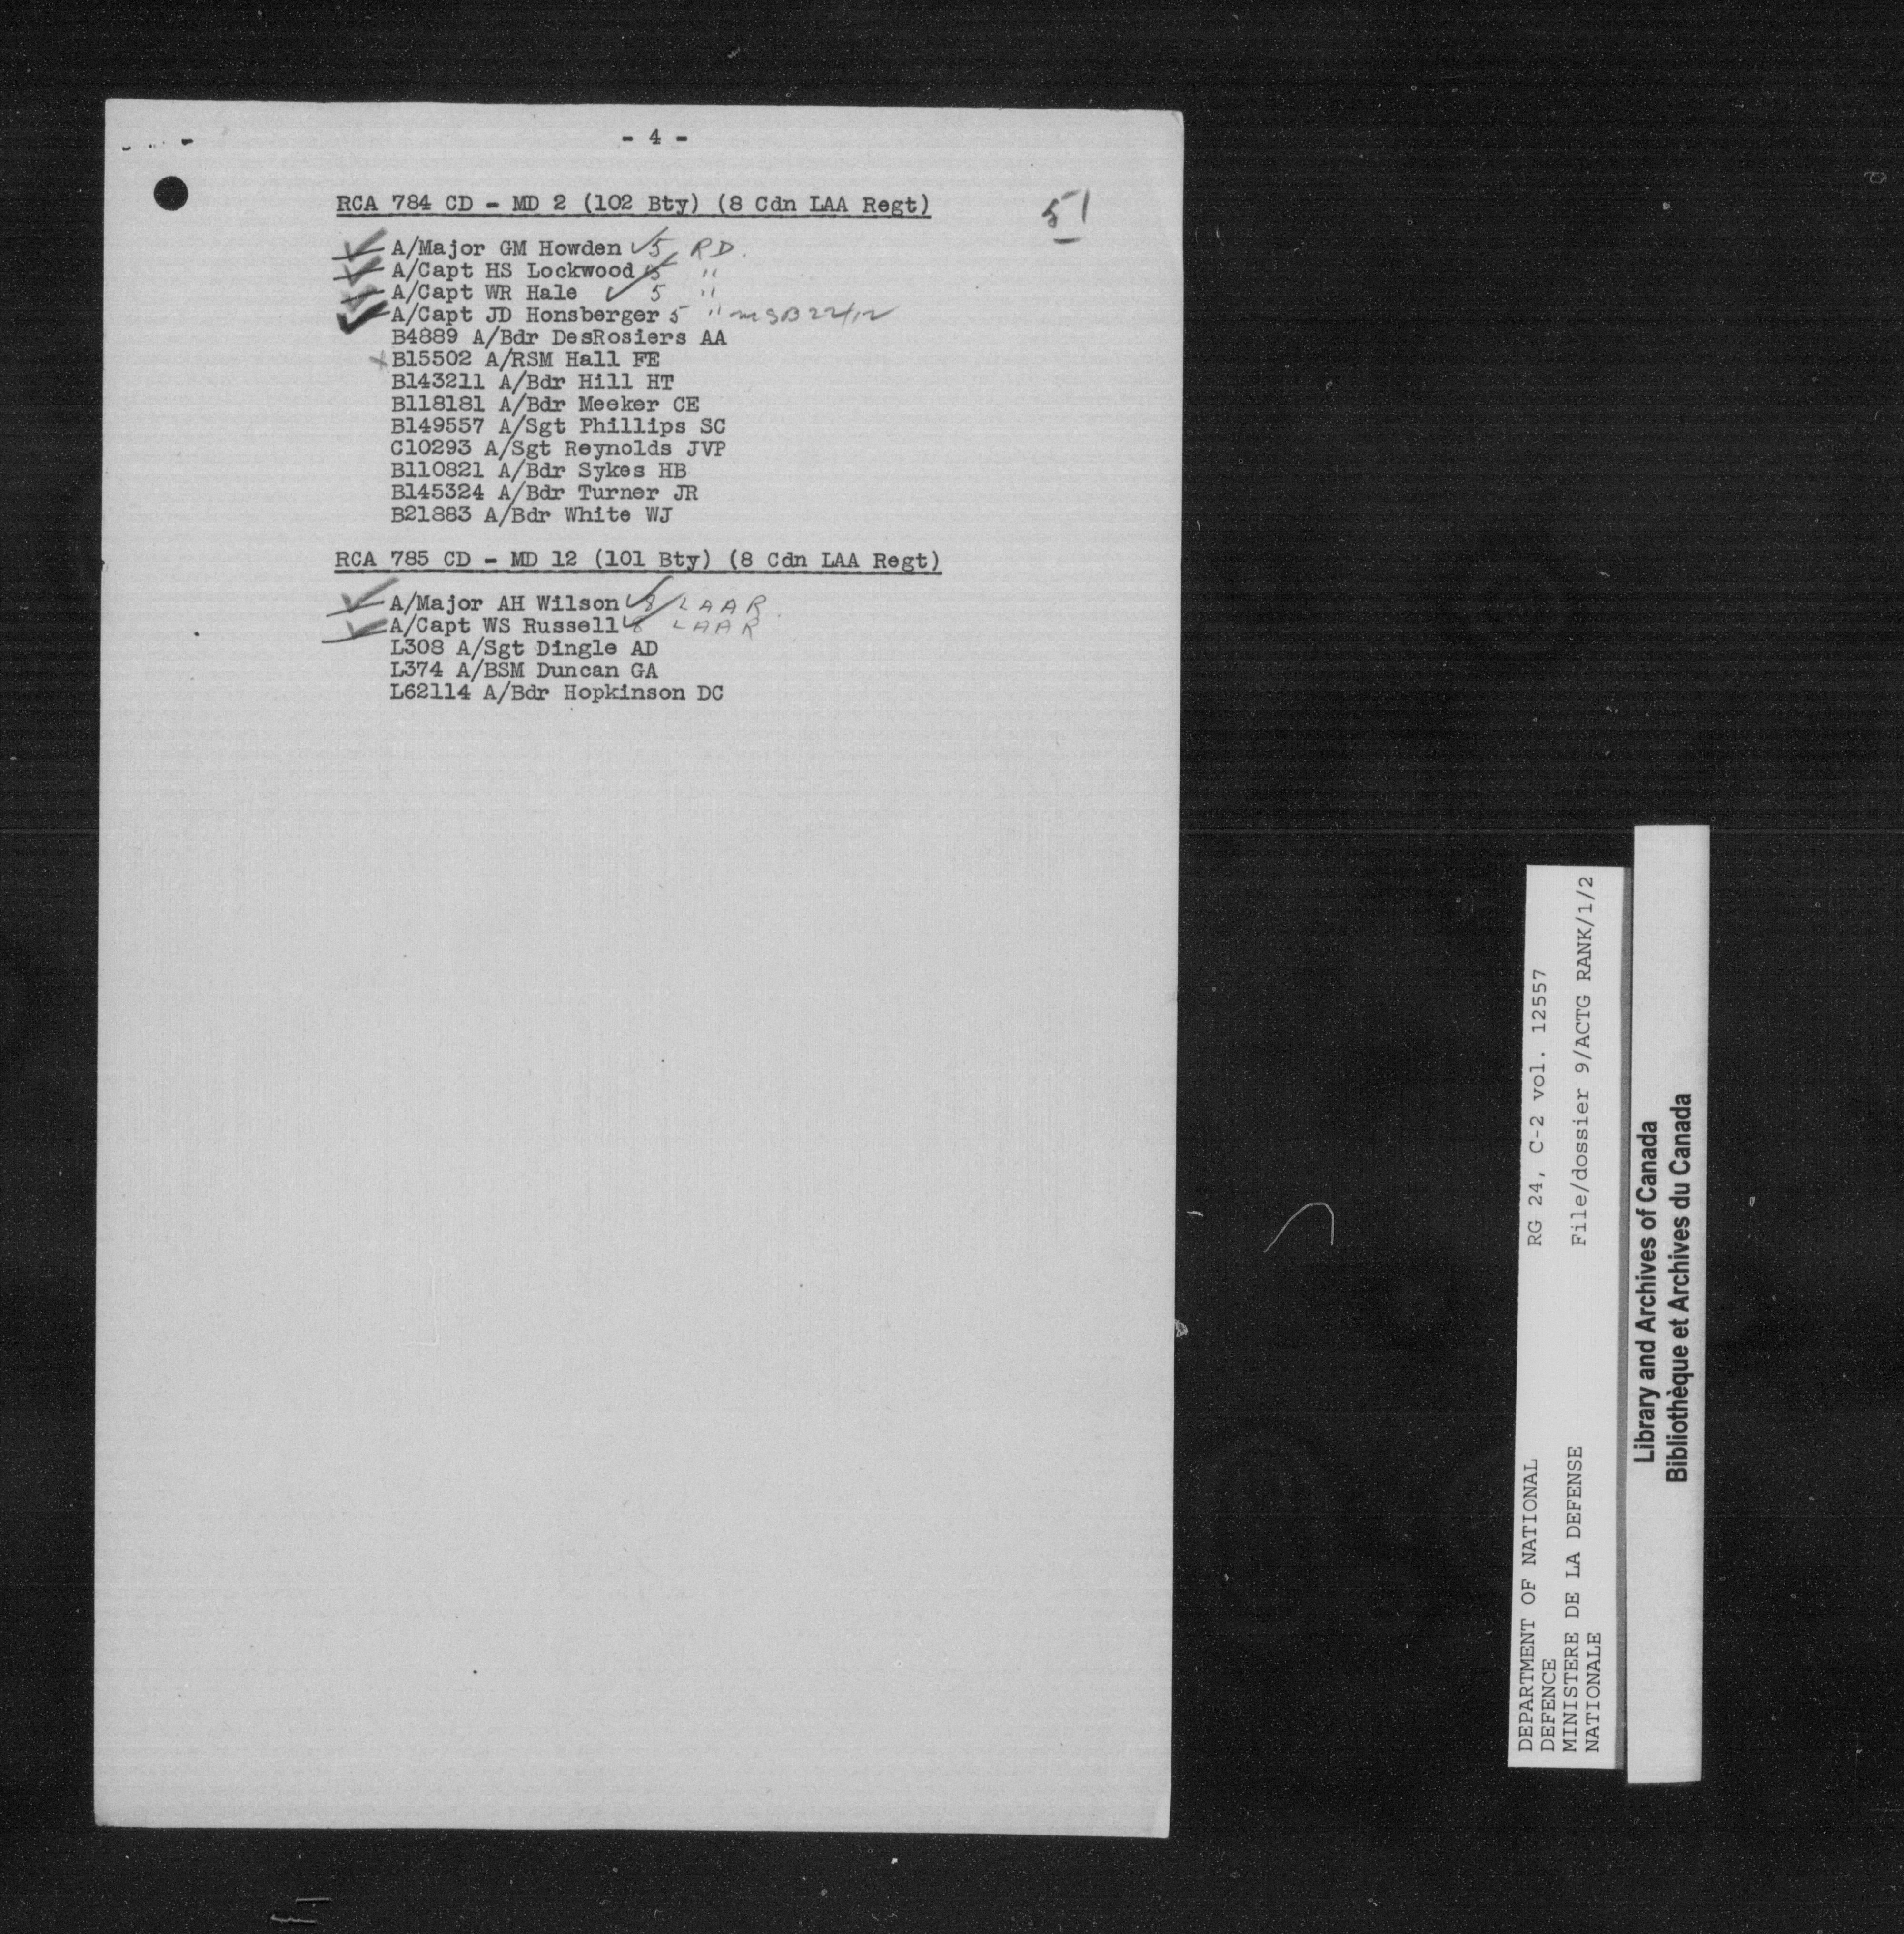 - 4 -
51
RCA 784 CD - MD 2 (102 Bty) (8 Cdn LAA Regt)
A/Major GM Howden ✓ 5 RD.
A/Capt HS Lockwood 5 "
A/Capt WR Hale ✓ 5 "
A/Capt JD Honsberger 5 " 22/12
B4889 A/Bdr DesRosiers AA
B15502 A/RSM Hall FE
B143211 A/Bdr Hill HT
B118181 A/Bdr Meeker CE
B149557 A/Sgt Phillips SC
C10293 A/Sgt Reynolds JVP
B110821 A/Bdr Sykes HB
B145324 A/Bdr Turner JR
B21883 A/Bdr White WJ
RCA 785 CD - MD 12 (101 Bty) (8 Cdn LAA Regt)
A/Major AH Wilson ✓ 8 LAAR
A/Capt WS Russell ✓ 8 LAAR
L308 A/Sgt Dingle AD
L374 A/BSM Duncan GA
L62114 A/Bdr Hopkinson DC
DEPARTMENT OF NATIONAL
DEFENCE
MINISTERE DE LA DEFENSE
NATIONALE
RG 24, C-2 vol. 12557
File/dossier 9/ACTG RANK/1/2
Library and Archives of Canada
Bibliothèque et Archives du Canada